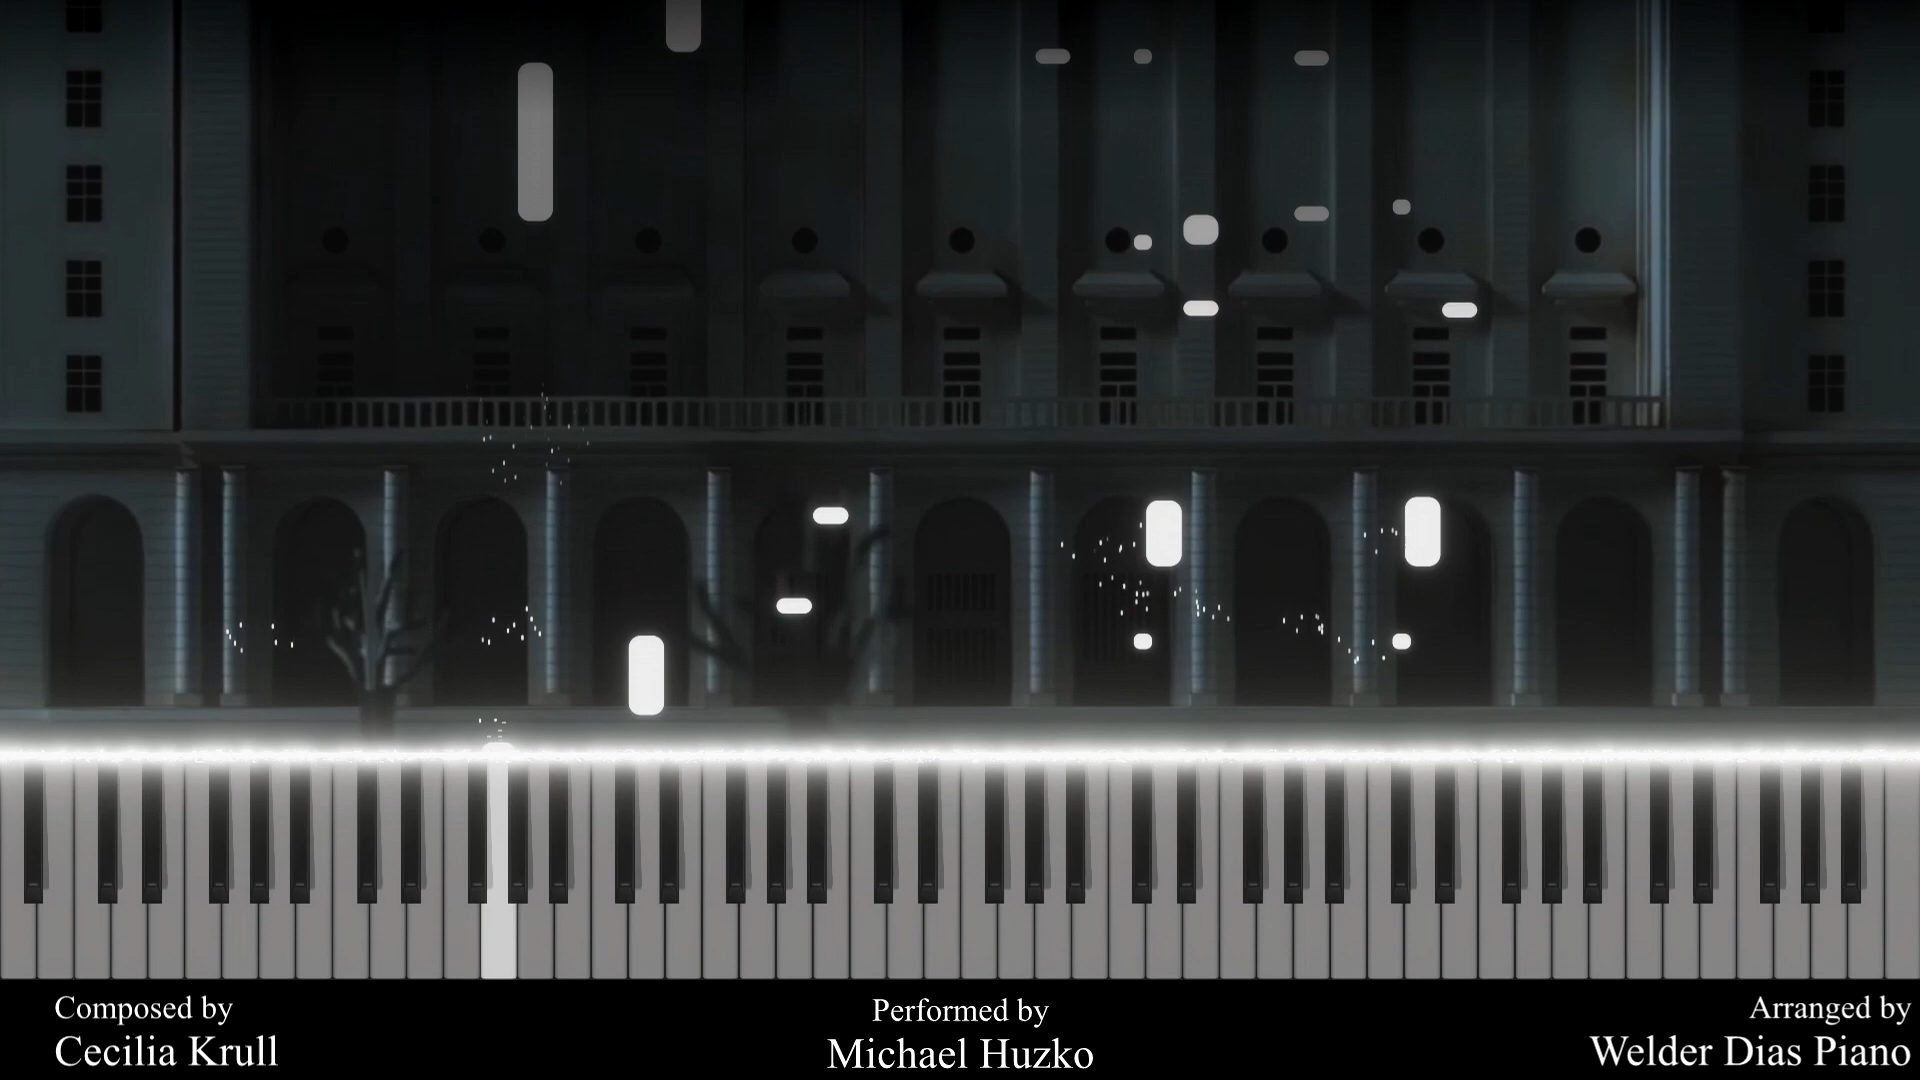 Composed by
Cecilia Krull
Performed by
Michael Huzko
Arranged by
Welder Dias Piano